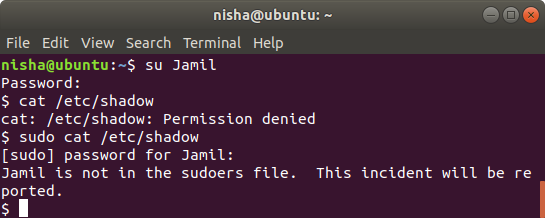 nisha@ubuntu: ~
File Edit View Search Terminal Help
nisha@ubuntu:~$ su Jamil
Password:
$ cat /etc/shadow
cat: /etc/shadow: Permission denied
$ sudo cat /etc/shadow
[sudo] password for Jamil:
Jamil is not in the sudoers file.  This incident will be re
ported.
$